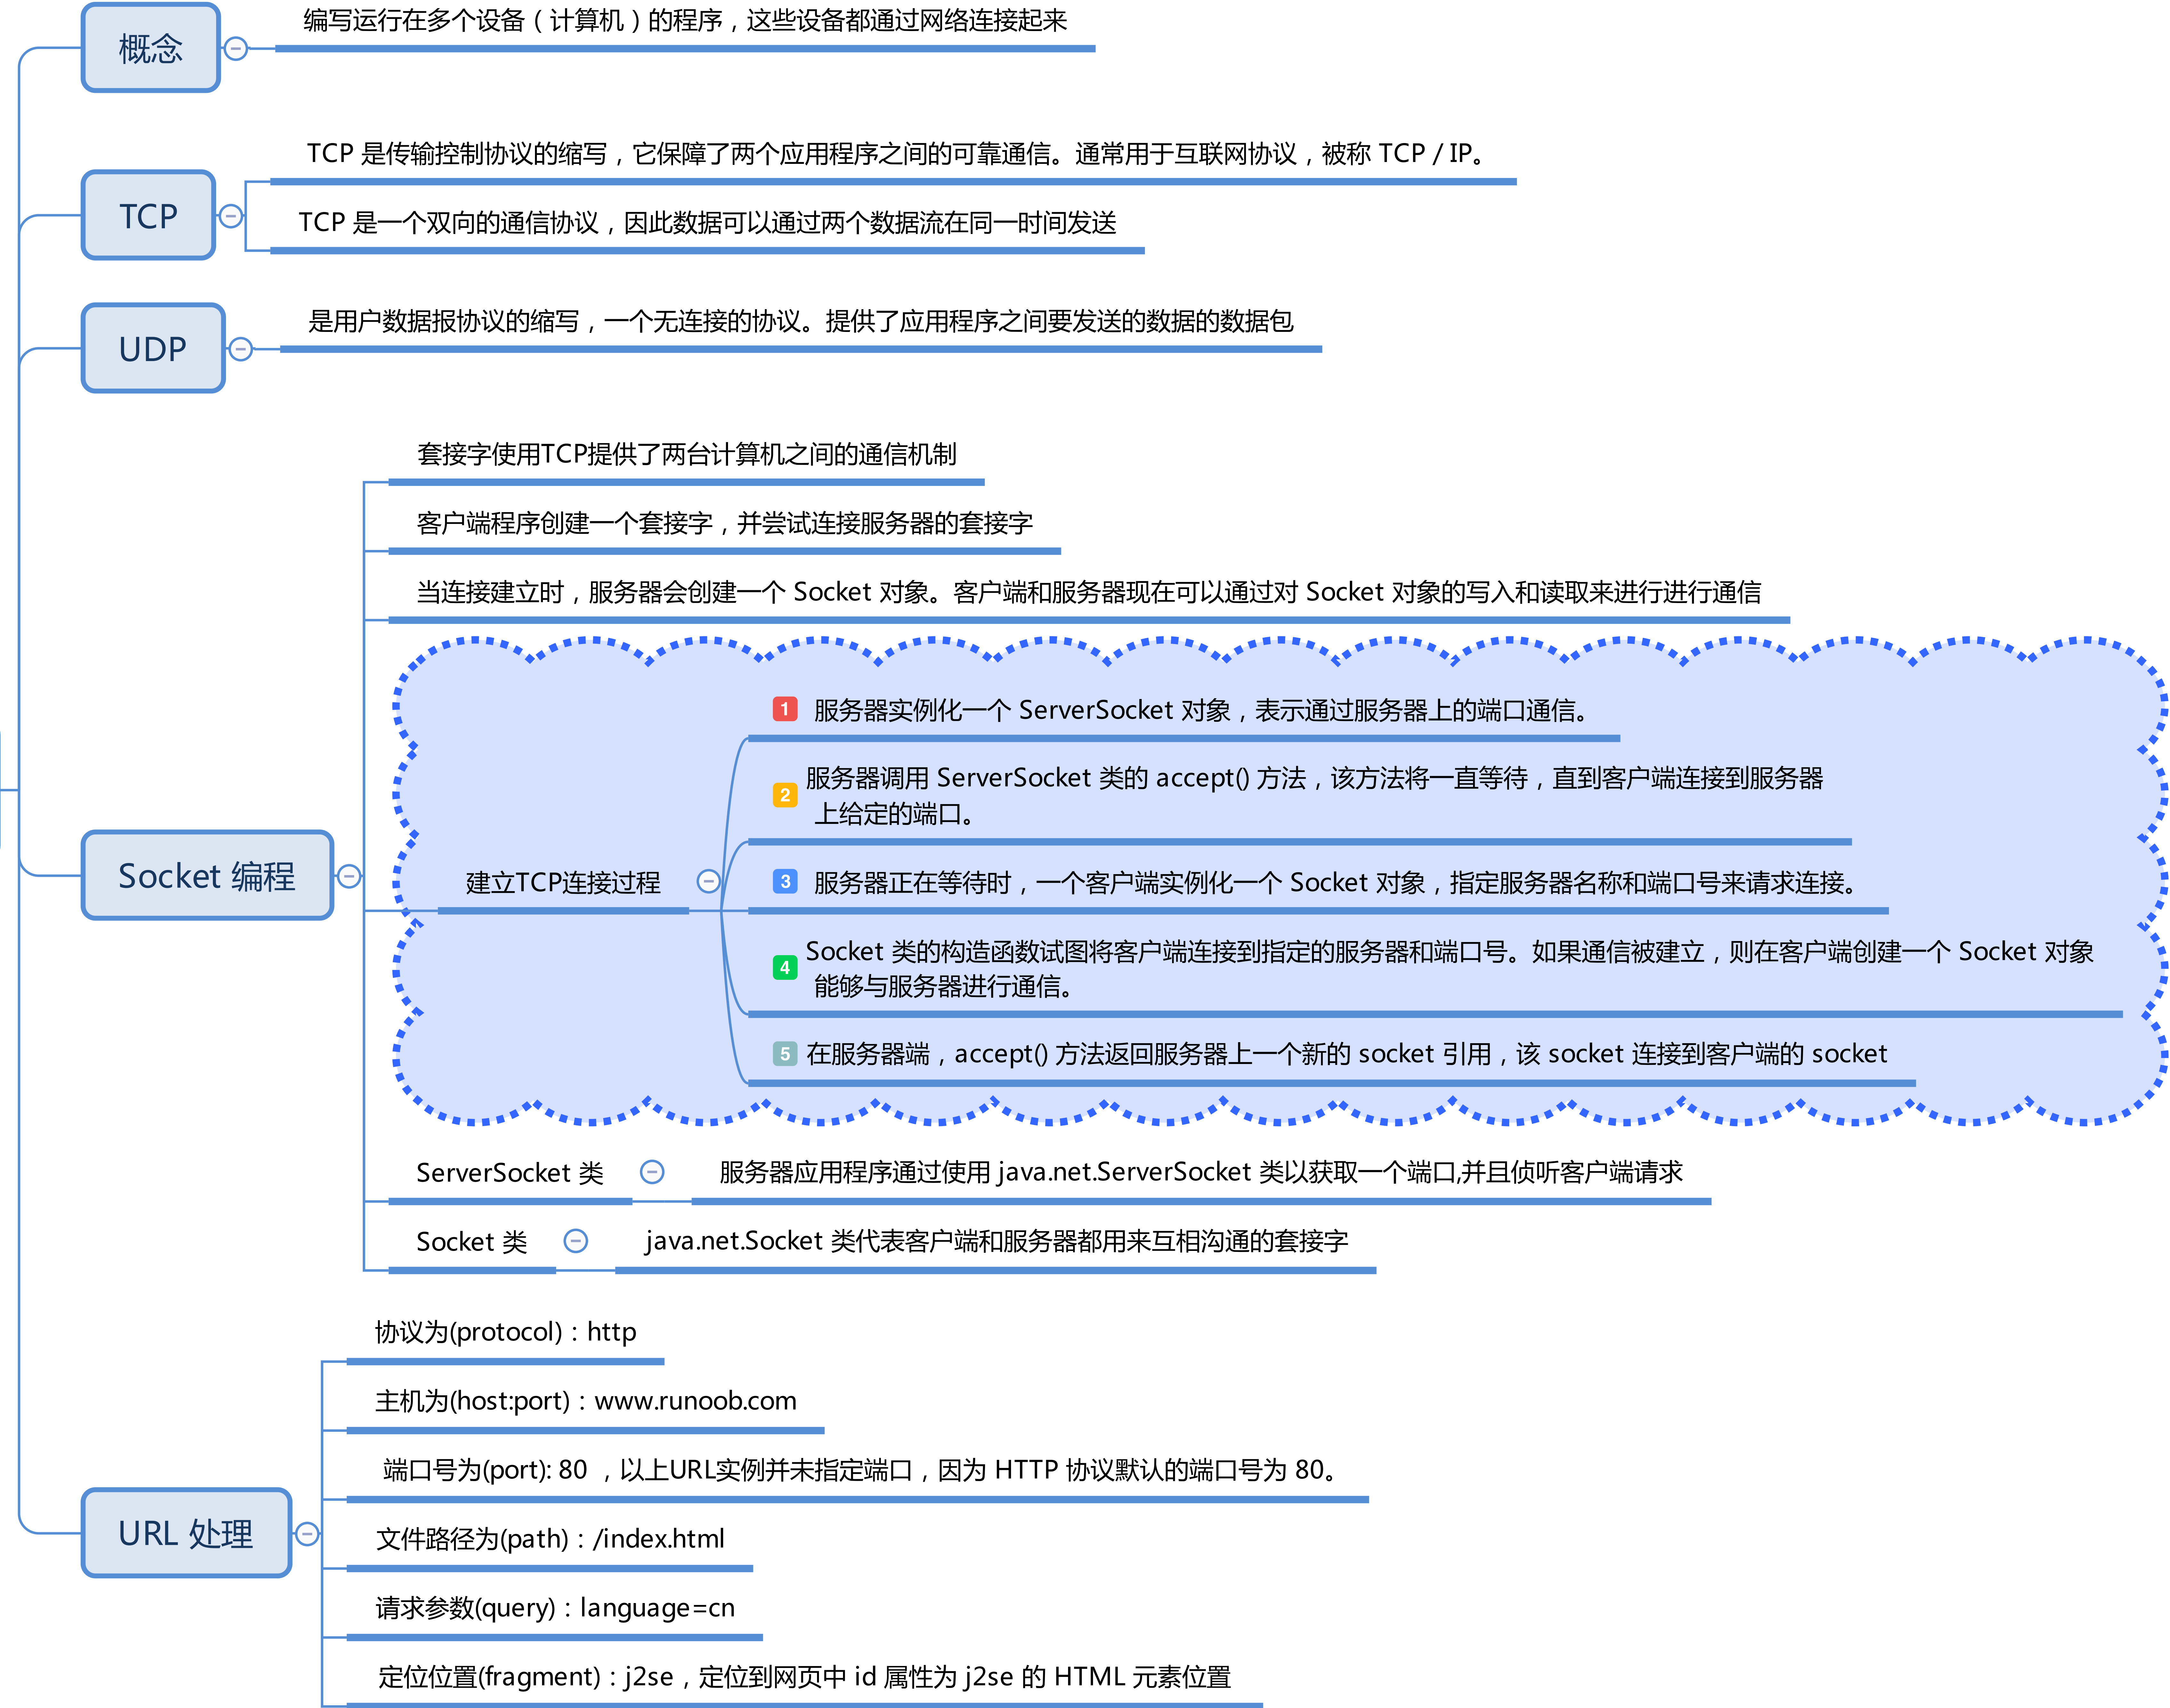 概念
编写运行在多个设备（计算机）的程序，这些设备都通过网络连接起来
TCP
TCP 是传输控制协议的缩写，它保障了两个应用程序之间的可靠通信。通常用于互联网协议，被称 TCP / IP。
TCP 是一个双向的通信协议，因此数据可以通过两个数据流在同一时间发送
UDP
是用户数据报协议的缩写，一个无连接的协议。提供了应用程序之间要发送的数据的数据包
Socket 编程
套接字使用TCP提供了两台计算机之间的通信机制
客户端程序创建一个套接字，并尝试连接服务器的套接字
当连接建立时，服务器会创建一个 Socket 对象。客户端和服务器现在可以通过对 Socket 对象的写入和读取来进行进行通信
建立TCP连接过程
1 服务器实例化一个 ServerSocket 对象，表示通过服务器上的端口通信。
2 服务器调用 ServerSocket 类的 accept() 方法，该方法将一直等待，直到客户端连接到服务器
上给定的端口。
3 服务器正在等待时，一个客户端实例化一个 Socket 对象，指定服务器名称和端口号来请求连接。
4 Socket 类的构造函数试图将客户端连接到指定的服务器和端口号。如果通信被建立，则在客户端创建一个 Socket 对象
能够与服务器进行通信。
5 在服务器端，accept() 方法返回服务器上一个新的 socket 引用，该 socket 连接到客户端的 socket
ServerSocket 类
服务器应用程序通过使用 java.net.ServerSocket 类以获取一个端口,并且侦听客户端请求
Socket 类
java.net.Socket 类代表客户端和服务器都用来互相沟通的套接字
URL 处理
协议为(protocol)：http
主机为(host:port)：www.runoob.com
端口号为(port): 80 ，以上URL实例并未指定端口，因为 HTTP 协议默认的端口号为 80。
文件路径为(path)：/index.html
请求参数(query)：language=cn
定位位置(fragment)：j2se，定位到网页中 id 属性为 j2se 的 HTML 元素位置